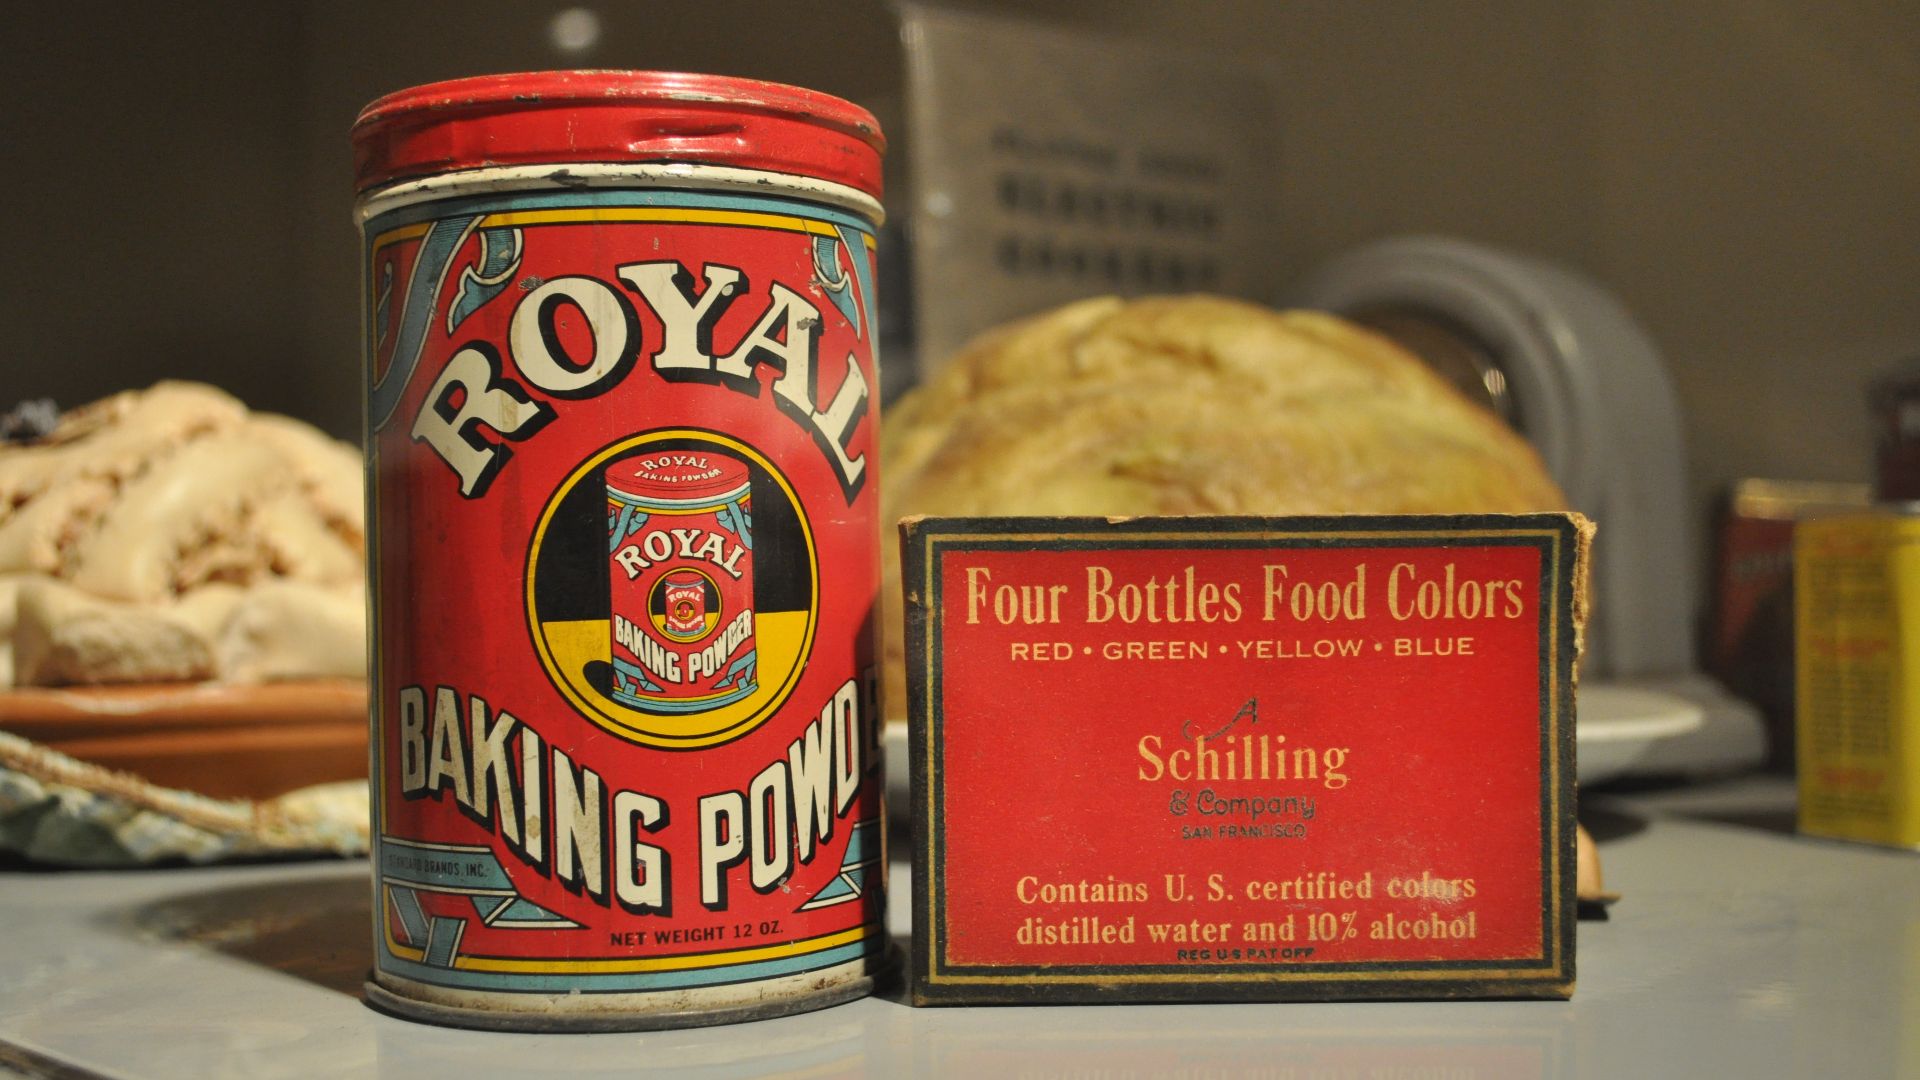 ROYAL
ROYAL
BAKING POWDER
ROYAL
ROYAL
BAKING POWDER
BAKING POWDE
STANDARD BRANDS, INC.
NET WEIGHT 12 OZ.
Four Bottles Food Colors
RED • GREEN • YELLOW • BLUE
A
Schilling
& Company
SAN FRANCISCO
Contains U. S. certified colors
distilled water and 10% alcohol
REG U S PAT OFF